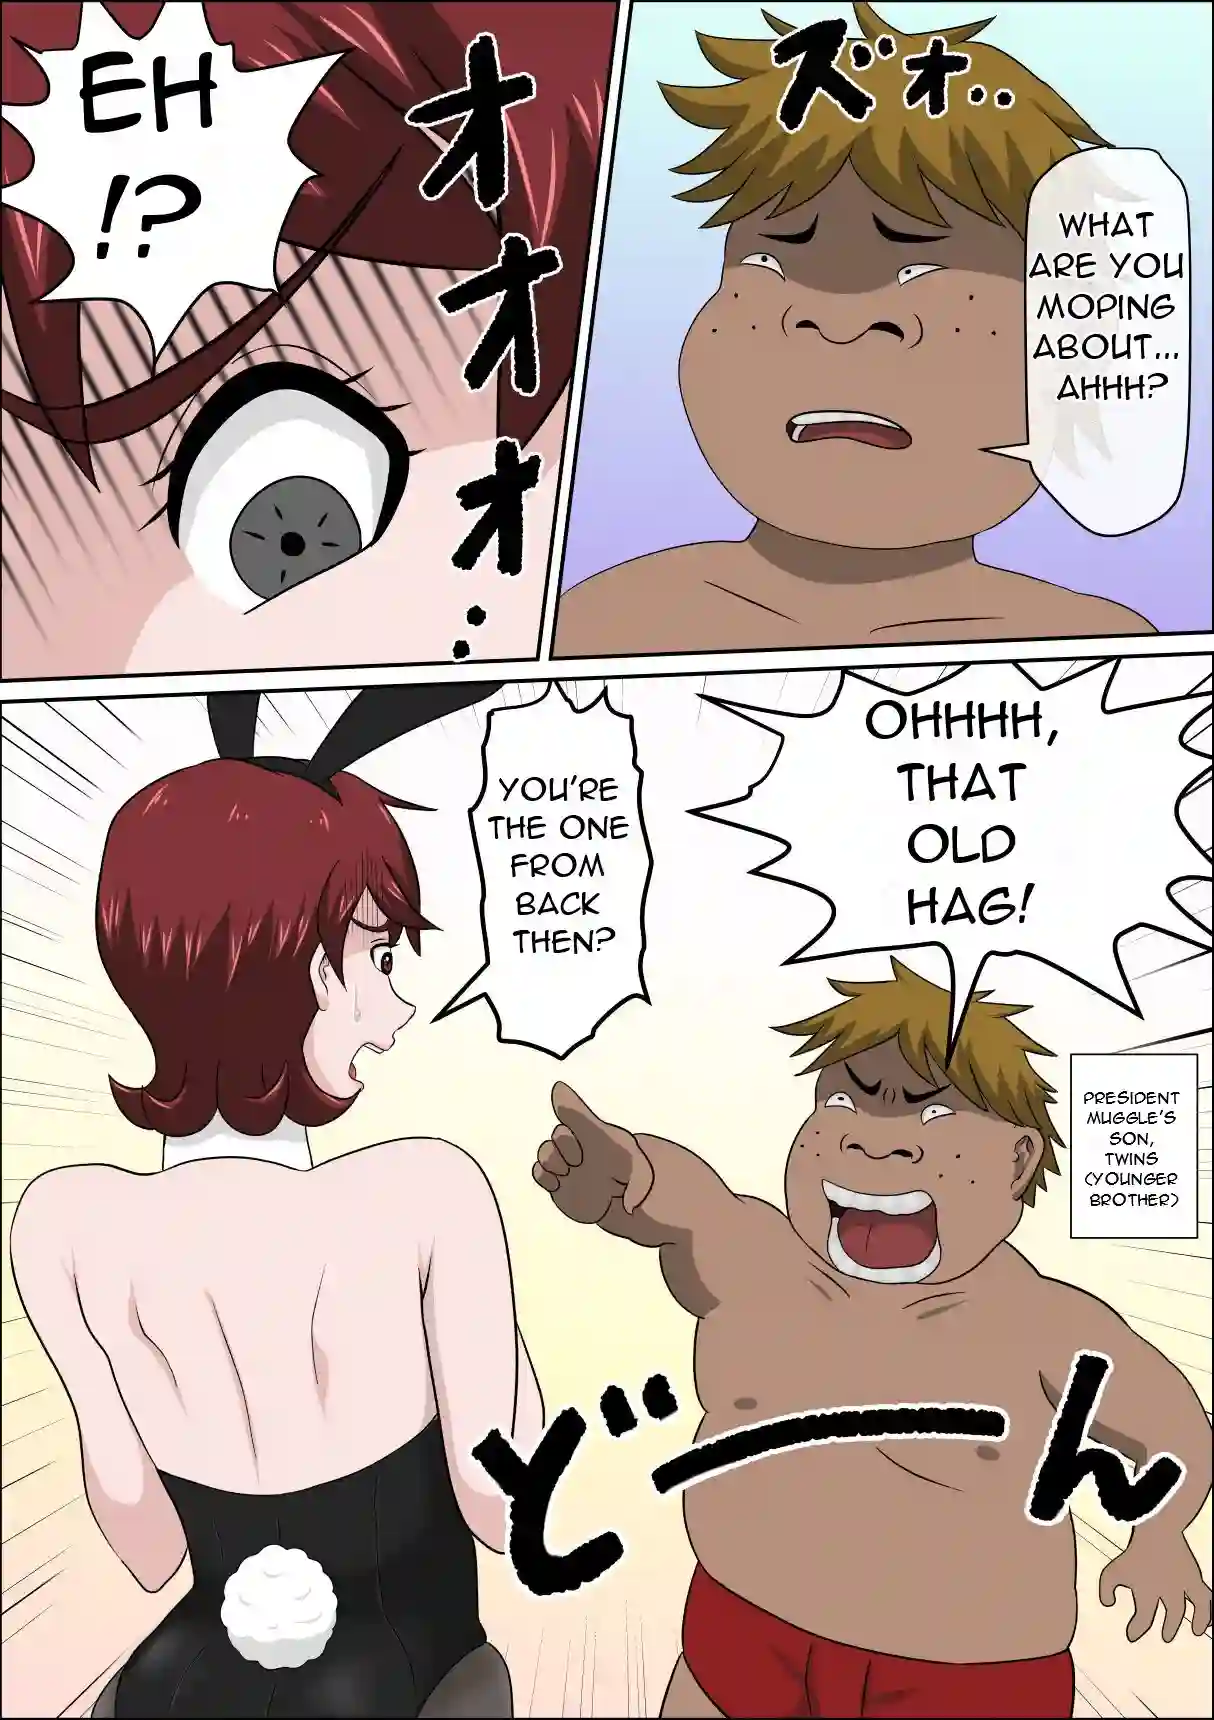 EH
!?
オオオ...
ズォ..
WHAT
ARE YOU
MOPING
ABOUT...
AHHH?
YOU'RE
THE ONE
FROM
BACK
THEN?
OHHHH,
THAT
OLD
HAG!
PRESIDENT
MUGGLE'S
SON,
TWINS
(YOUNGER
BROTHER)
どーん